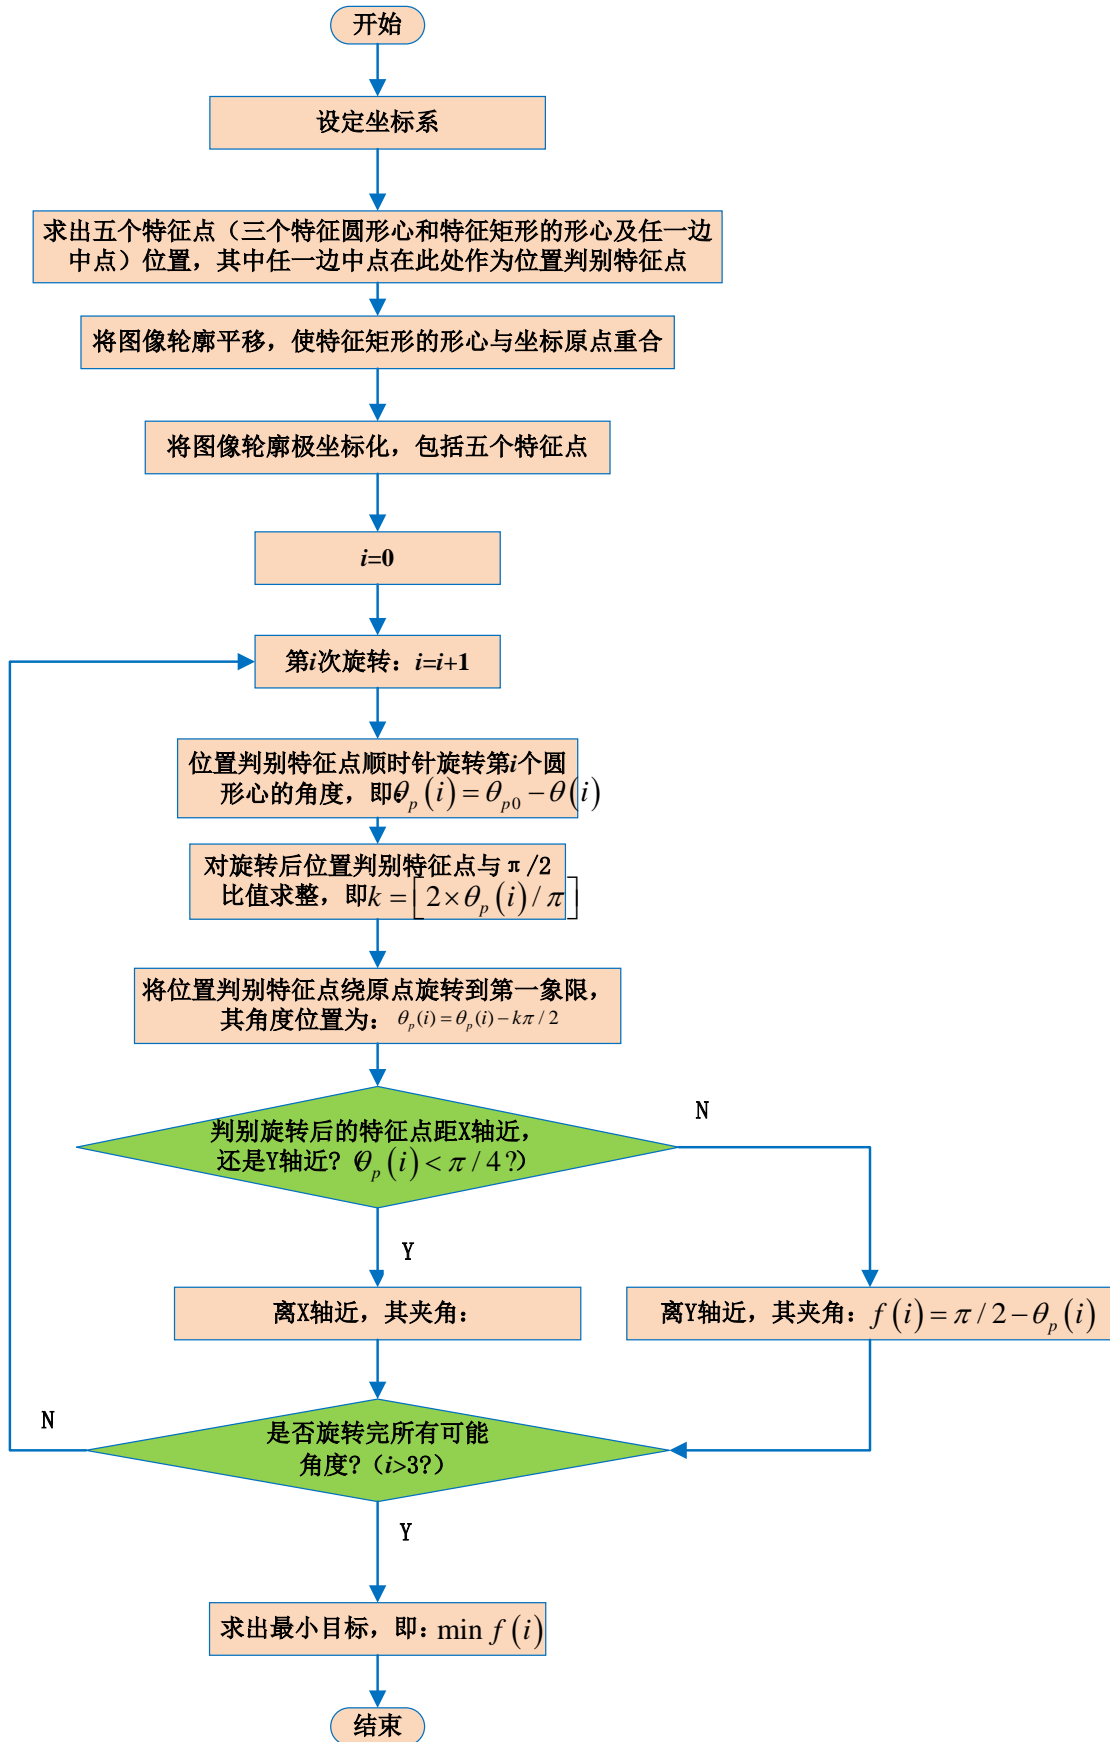 开始
设定坐标系
求出五个特征点（三个特征圆形心和特征矩形的形心及任一边
中点）位置，其中任一边中点在此处作为位置判别特征点
将图像轮廓平移，使特征矩形的形心与坐标原点重合
将图像轮廓极坐标化，包括五个特征点
i=0
第i次旋转：i=i+1
位置判别特征点顺时针旋转第i个圆
形心的角度，即θp(i)=θp0−θ(i)
对旋转后位置判别特征点与π/2
比值求整，即k=[2×θp(i)/π]
将位置判别特征点绕原点旋转到第一象限，
其角度位置为：θp(i)=θp(i)−kπ/2
判别旋转后的特征点距X轴近，
还是Y轴近？（θp(i)<π/4?）
N
Y
离X轴近，其夹角：
离Y轴近，其夹角：f(i)=π/2−θp(i)
N
是否旋转完所有可能
角度？（i>3?）
Y
求出最小目标，即：min f(i)
结束